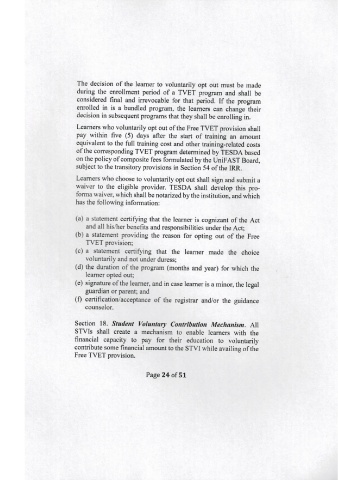 The decision of the learner to voluntarily opt out must be made
during the enrollment period of a TVET program and shall be
considered final and irrevocable for that period. If the program
enrolled in is a bundled program, the learners can change their
decision in subsequent programs that they shall be enrolling in.
Learners who voluntarily opt out of the Free TVET provision shall
pay within five (5) days after the start of training an amount
equivalent to the full training cost and other training-related costs
of the corresponding TVET program determined by TESDA based
on the policy of composite fees formulated by the UniFAST Board,
subject to the transitory provisions in Section 54 of the IRR.
Learners who choose to voluntarily opt out shall sign and submit a
waiver to the eligible provider. TESDA shall develop this pro-
forma waiver, which shall be notarized by the institution, and which
has the following information:
(a) a statement certifying that the learner is cognizant of the Act
and all his/her benefits and responsibilities under the Act;
(b) a statement providing the reason for opting out of the Free
TVET provision;
(c) a statement certifying that the learner made the choice
voluntarily and not under duress;
(d) the duration of the program (months and year) for which the
learner opted out;
(e) signature of the learner, and in case learner is a minor, the legal
guardian or parent; and
(f) certification/acceptance of the registrar and/or the guidance
counselor.
Section 18. Student Voluntary Contribution Mechanism. All
STVIs shall create a mechanism to enable learners with the
financial capacity to pay for their education to voluntarily
contribute some financial amount to the STVI while availing of the
Free TVET provision.
Page 24 of 51